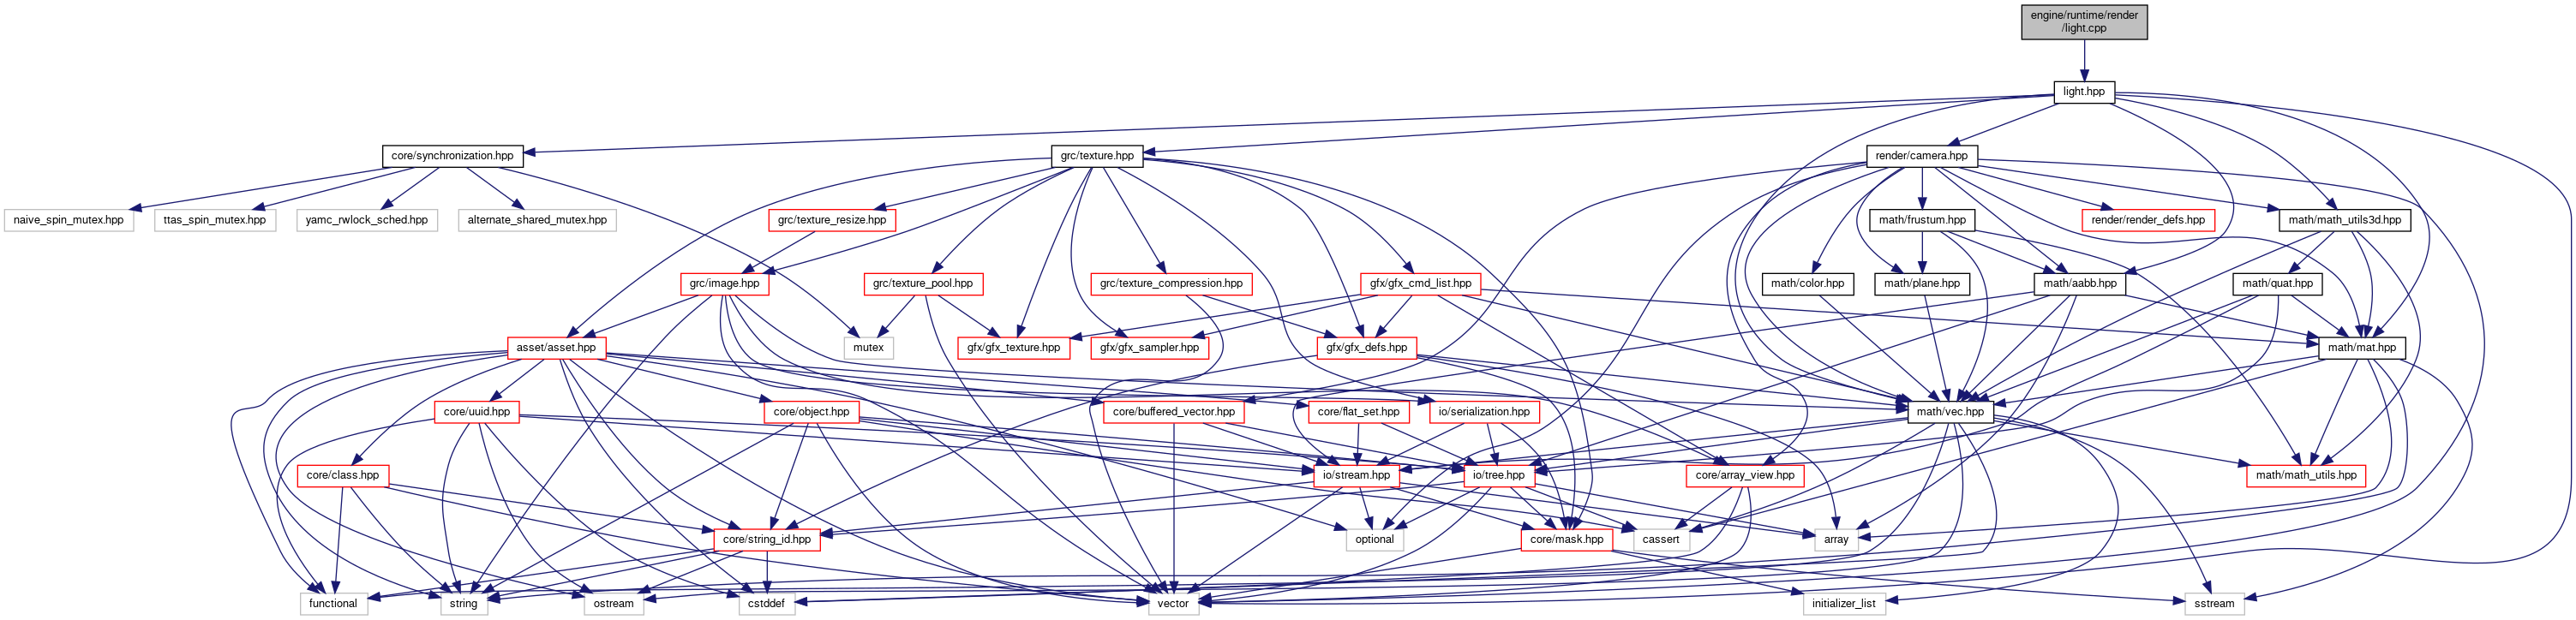 engine/runtime/render
/light.cpp
light.hpp
core/synchronization.hpp
grc/texture.hpp
render/camera.hpp
naive_spin_mutex.hpp
ttas_spin_mutex.hpp
yamc_rwlock_sched.hpp
alternate_shared_mutex.hpp
grc/texture_resize.hpp
math/frustum.hpp
render/render_defs.hpp
math/math_utils3d.hpp
grc/image.hpp
grc/texture_pool.hpp
grc/texture_compression.hpp
gfx/gfx_cmd_list.hpp
math/color.hpp
math/plane.hpp
math/aabb.hpp
math/quat.hpp
asset/asset.hpp
mutex
gfx/gfx_texture.hpp
gfx/gfx_sampler.hpp
gfx/gfx_defs.hpp
math/mat.hpp
core/uuid.hpp
core/object.hpp
core/buffered_vector.hpp
core/flat_set.hpp
io/serialization.hpp
math/vec.hpp
core/class.hpp
io/stream.hpp
io/tree.hpp
core/array_view.hpp
math/math_utils.hpp
core/string_id.hpp
optional
core/mask.hpp
cassert
array
functional
string
ostream
cstddef
vector
initializer_list
sstream